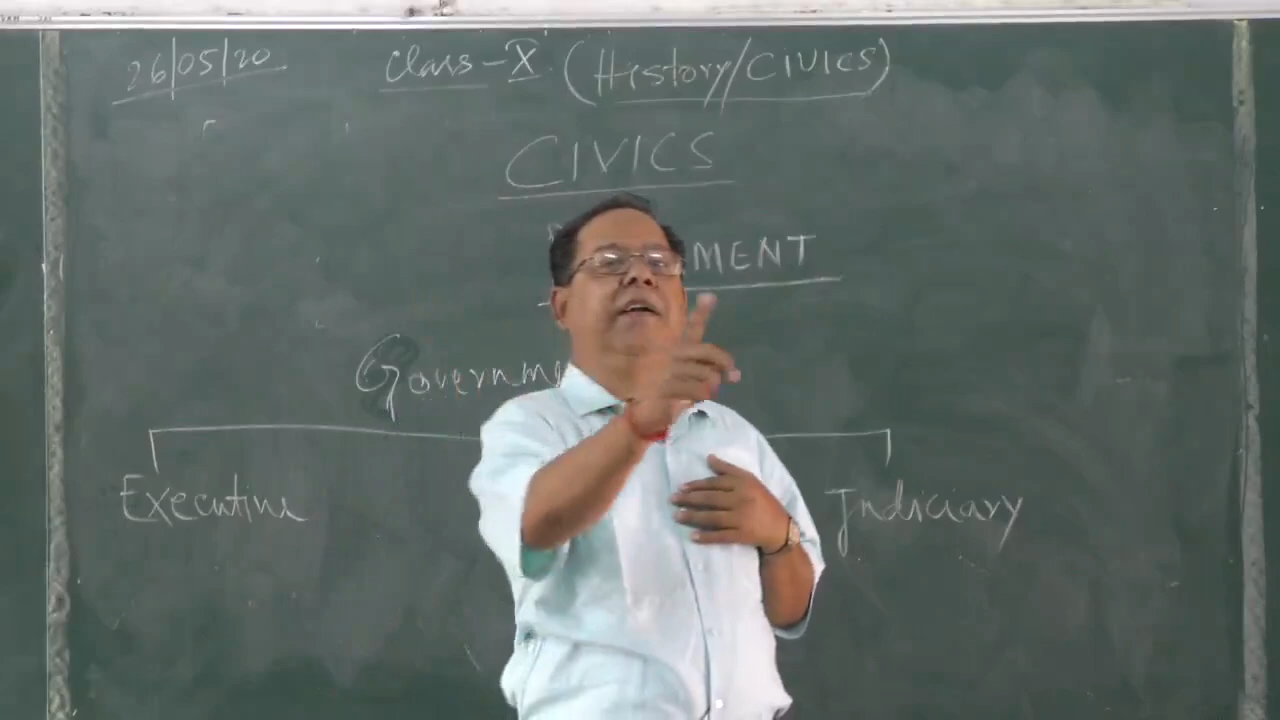 26/05/20 Class-X (History/CIVICS)
CIVICS
MENT
Governme
Executive Judiciary